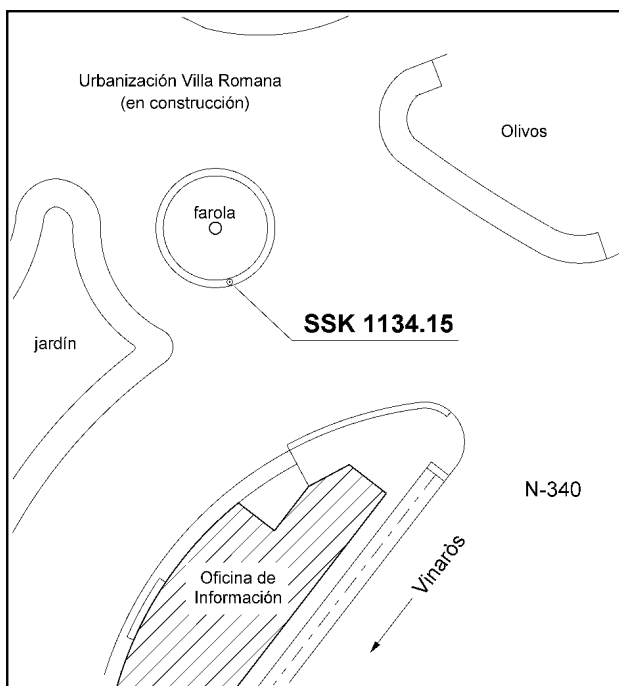 Urbanización Villa Romana
(en construcción)
Olivos
farola
SSK 1134.15
jardín
N-340
Oficina de
Información
Vinaròs